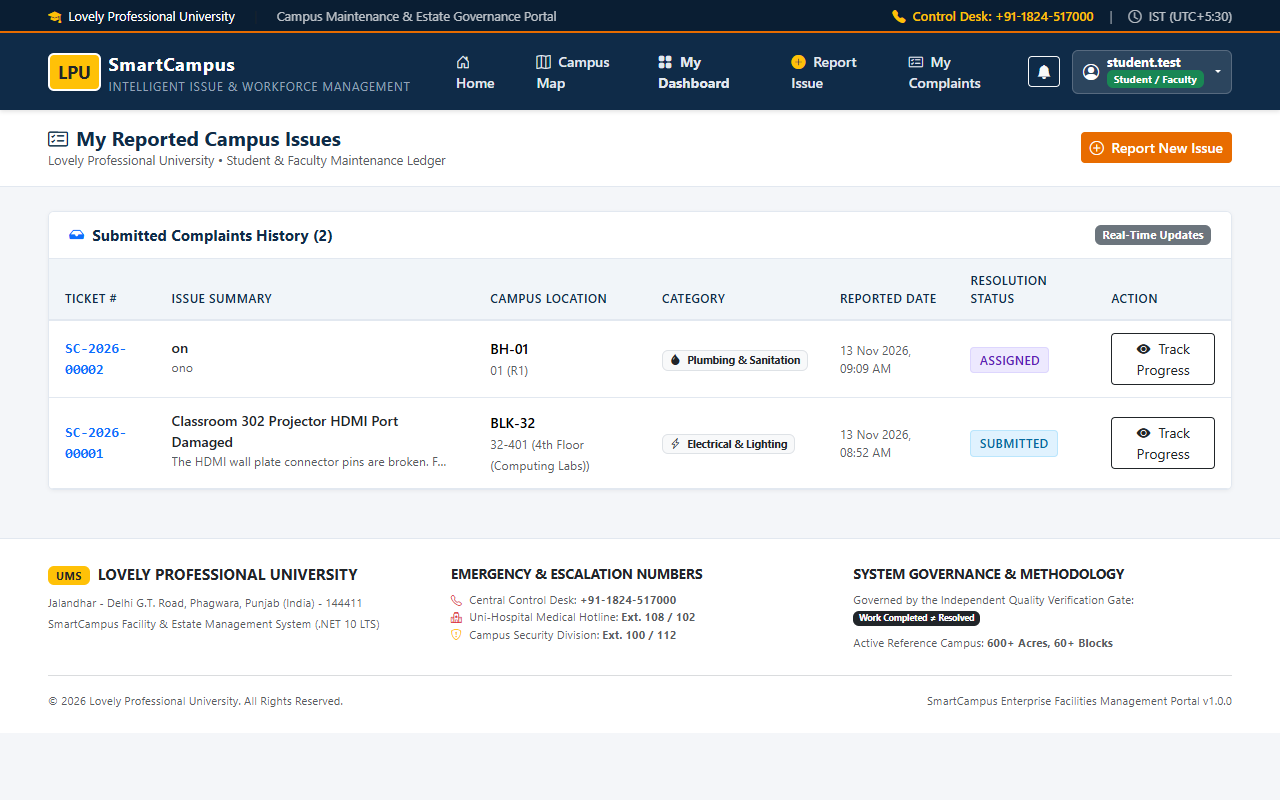 Lovely Professional University
Campus Maintenance & Estate Governance Portal
Control Desk: +91-1824-517000 | IST (UTC+5:30)
LPU
SmartCampus
INTELLIGENT ISSUE & WORKFORCE MANAGEMENT
Home
Campus Map
My Dashboard
Report Issue
My Complaints
student.test
Student / Faculty
My Reported Campus Issues
Lovely Professional University • Student & Faculty Maintenance Ledger
Report New Issue
Submitted Complaints History (2)
Real-Time Updates
TICKET # ISSUE SUMMARY CAMPUS LOCATION CATEGORY REPORTED DATE RESOLUTION STATUS ACTION
SC-2026-
00002
on
ono
BH-01
01 (R1)
Plumbing & Sanitation
13 Nov 2026,
09:09 AM
ASSIGNED
Track
Progress
SC-2026-
00001
Classroom 302 Projector HDMI Port
Damaged
The HDMI wall plate connector pins are broken. F...
BLK-32
32-401 (4th Floor
(Computing Labs))
Electrical & Lighting
13 Nov 2026,
08:52 AM
SUBMITTED
Track
Progress
UMS LOVELY PROFESSIONAL UNIVERSITY
Jalandhar - Delhi G.T. Road, Phagwara, Punjab (India) - 144411
SmartCampus Facility & Estate Management System (.NET 10 LTS)
EMERGENCY & ESCALATION NUMBERS
Central Control Desk: +91-1824-517000
Uni-Hospital Medical Hotline: Ext. 108 / 102
Campus Security Division: Ext. 100 / 112
SYSTEM GOVERNANCE & METHODOLOGY
Governed by the Independent Quality Verification Gate:
Work Completed ≠ Resolved
Active Reference Campus: 600+ Acres, 60+ Blocks
© 2026 Lovely Professional University. All Rights Reserved.
SmartCampus Enterprise Facilities Management Portal v1.0.0